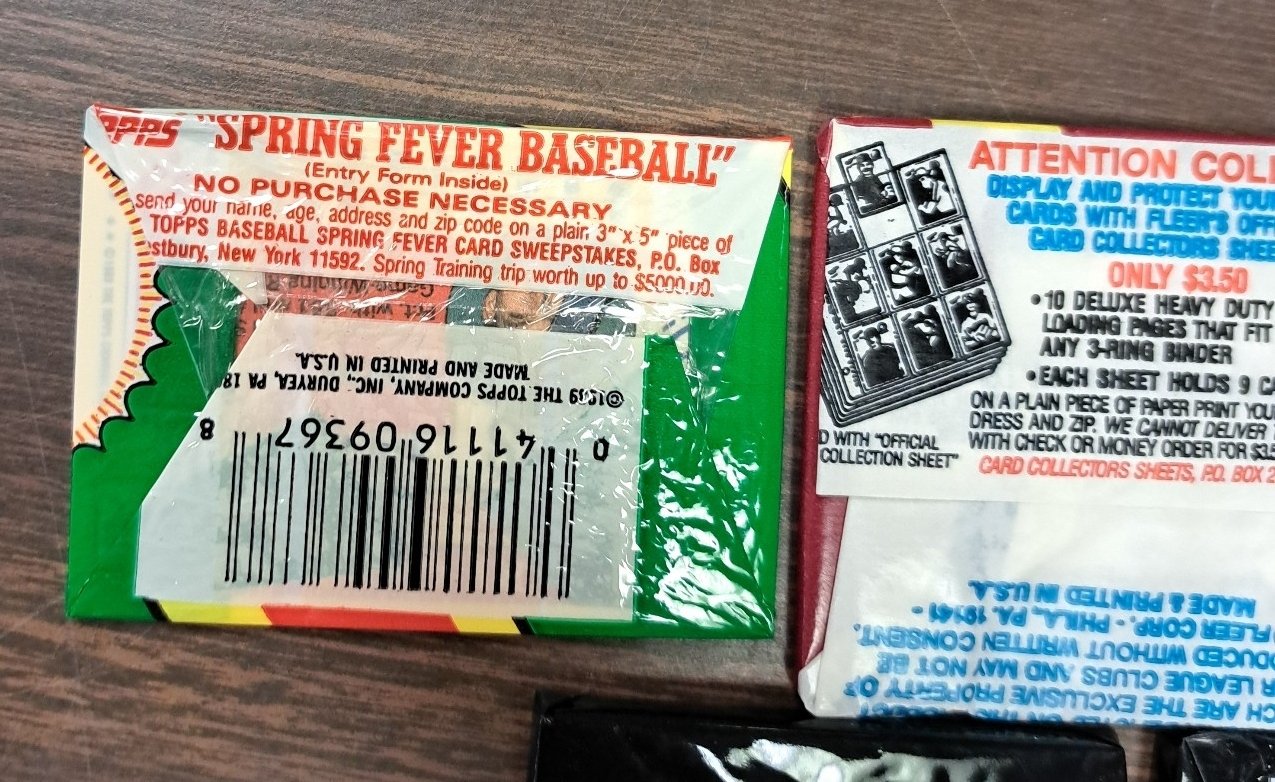 "SPRING FEVER BASEBALL"
(Entry Form Inside)
NO PURCHASE NECESSARY
send your name, age, address and zip code on a plain 3" x 5" piece of
TOPPS BASEBALL SPRING FEVER CARD SWEEPSTAKES, P.O. Box
stbury, New York 11592. Spring Training trip worth up to $5000.00.
Game Winning R
©1989 THE TOPPS COMPANY, INC., DURYEA, PA 18
MADE AND PRINTED IN U.S.A.
0 41116 09367 8
ATTENTION COLL
DISPLAY AND PROTECT YOUR
CARDS WITH FLEER'S OFF
CARD COLLECTORS SHEE
ONLY $3.50
• 10 DELUXE HEAVY DUTY
LOADING PAGES THAT FIT
ANY 3-RING BINDER
• EACH SHEET HOLDS 9 CA
ON A PLAIN PIECE OF PAPER PRINT YOU
DRESS AND ZIP. WE CANNOT DELIVER
WITH CHECK OR MONEY ORDER FOR $3.5
CARD COLLECTORS SHEETS, P.O. BOX 2
D WITH "OFFICIAL
COLLECTION SHEET"
CH ARE THE EXCLUSIVE PROPERTY OF
R LEAGUE CLUBS AND MAY NOT BE
DUCED WITHOUT WRITTEN CONSENT.
FLEER CORP. - PHILA., PA. 19141 -
MADE & PRINTED IN U.S.A.